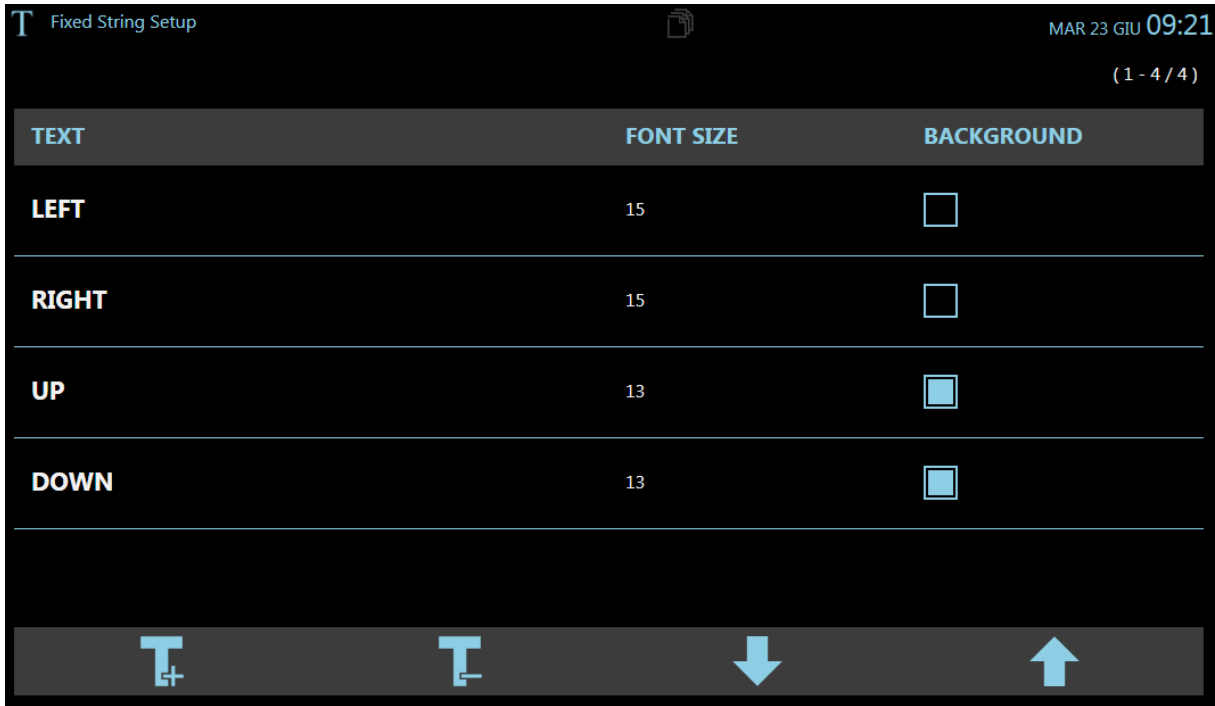 T Fixed String Setup MAR 23 GIU 09:21
(1-4/4)
TEXT FONT SIZE BACKGROUND
LEFT 15
RIGHT 15
UP 13
DOWN 13
T+ T-